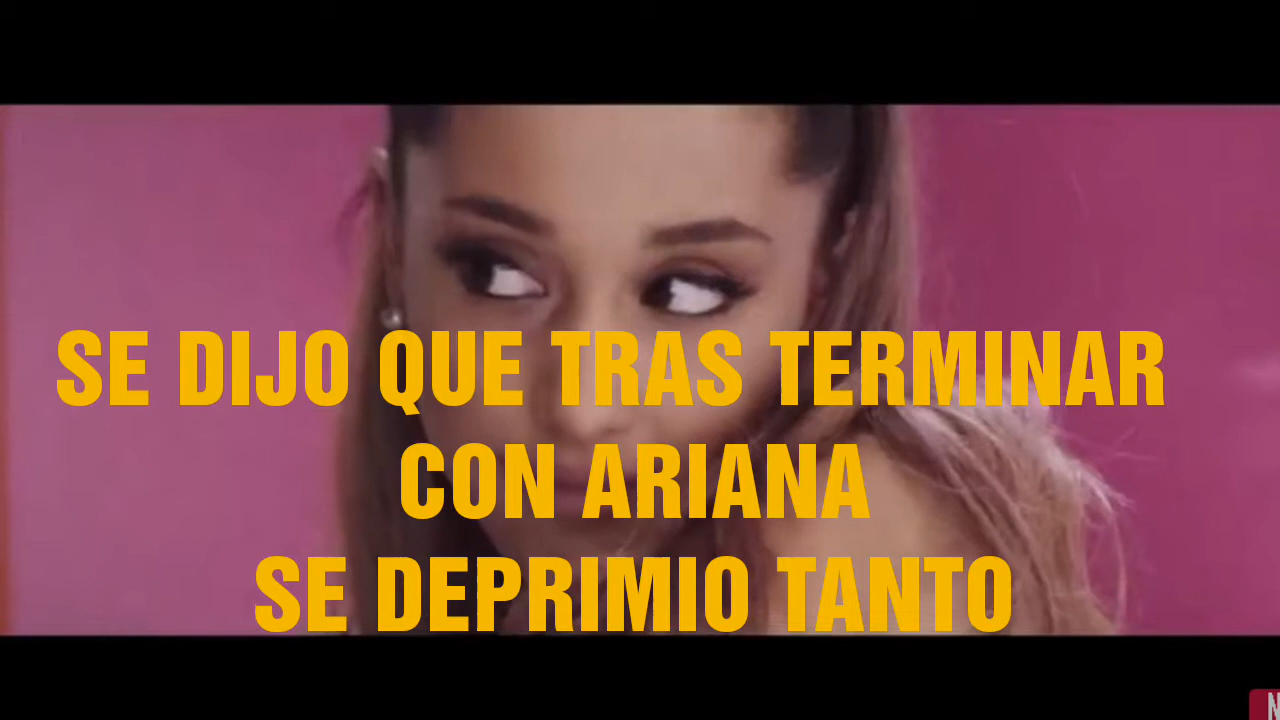 SE DIJO QUE TRAS TERMINAR
CON ARIANA
SE DEPRIMIO TANTO